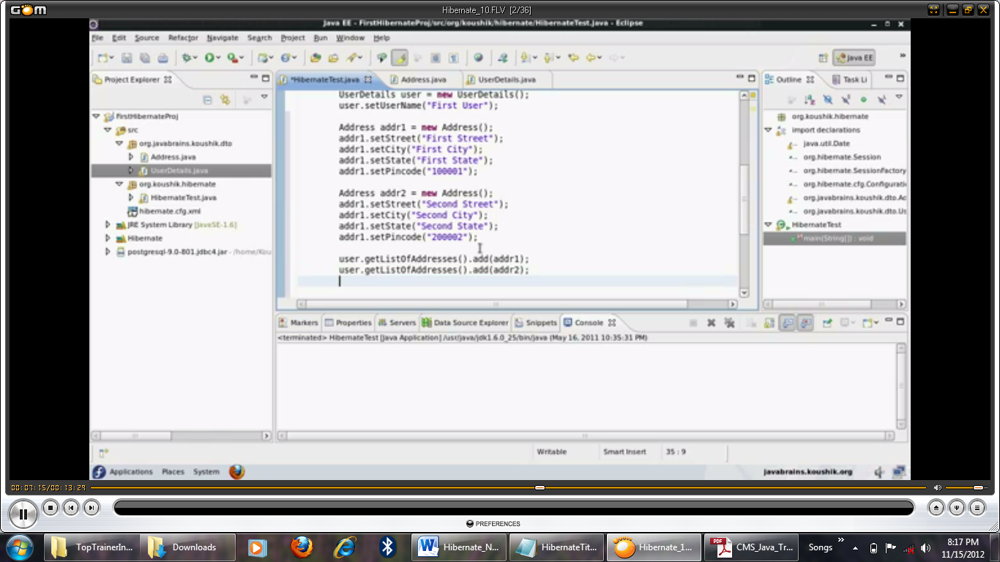 GOM
Hibernate_10.FLV [2/36]
Java EE - FirstHibernateProj/src/org/koushik/hibernate/HibernateTest.java - Eclipse
File Edit Source Refactor Navigate Search Project Run Window Help
Java EE
Project Explorer
FirstHibernateProj
src
org.javabrains.koushik.dto
Address.java
UserDetails.java
org.koushik.hibernate
HibernateTest.java
hibernate.cfg.xml
JRE System Library [JavaSE-1.6]
Hibernate
postgresql-9.0-801.jdbc4.jar - /home/Kou
*HibernateTest.java Address.java UserDetails.java
UserDetails user = new UserDetails();
user.setUserName("First User");
Address addr1 = new Address();
addr1.setStreet("First Street");
addr1.setCity("First City");
addr1.setState("First State");
addr1.setPincode("100001");
Address addr2 = new Address();
addr1.setStreet("Second Street");
addr1.setCity("Second City");
addr1.setState("Second State");
addr1.setPincode("200002");
user.getListOfAddresses().add(addr1);
user.getListOfAddresses().add(addr2);
Outline Task Li
org.koushik.hibernate
import declarations
java.util.Date
org.hibernate.Session
org.hibernate.SessionFactory
org.hibernate.cfg.Configurati
org.javabrains.koushik.dto.Ad
org.javabrains.koushik.dto.Us
HibernateTest
main(String[]) : void
Markers Properties Servers Data Source Explorer Snippets Console
<terminated> HibernateTest [Java Application] /usr/java/jdk1.6.0_25/bin/java (May 16, 2011 10:35:31 PM)
Writable Smart Insert 35 : 9
Applications Places System
javabrains.koushik.org
00:07:15/00:13:29
PREFERENCES
TopTrainerIn... Downloads Hibernate_N... HibernateTit... Hibernate_1... CMS_Java_Tr... Songs
8:17 PM
11/15/2012